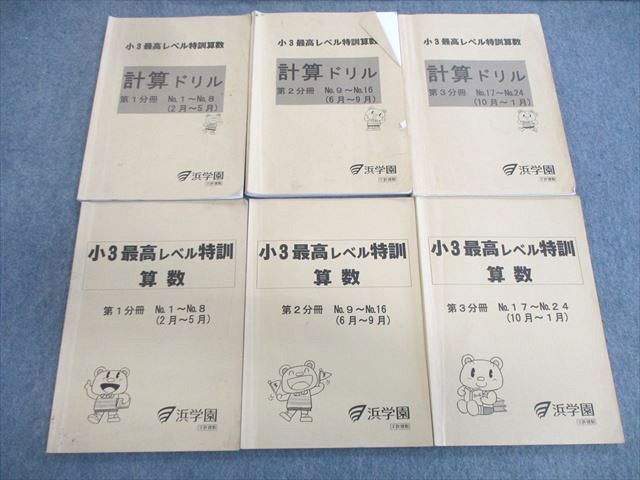 小3最高レベル特訓算数
計算ドリル
第1分冊 No.1～No.8
(2月～5月)
浜学園
小3最高レベル特訓算数
計算ドリル
第2分冊 No.9～No.16
(6月～9月)
浜学園
小3最高レベル特訓算数
計算ドリル
第3分冊 No.17～No.24
(10月～1月)
浜学園
小3最高レベル特訓
算数
第1分冊 No.1～No.8
(2月～5月)
浜学園
小3最高レベル特訓
算数
第2分冊 No.9～No.16
(6月～9月)
浜学園
小3最高レベル特訓
算数
第3分冊 No.17～No.24
(10月～1月)
浜学園